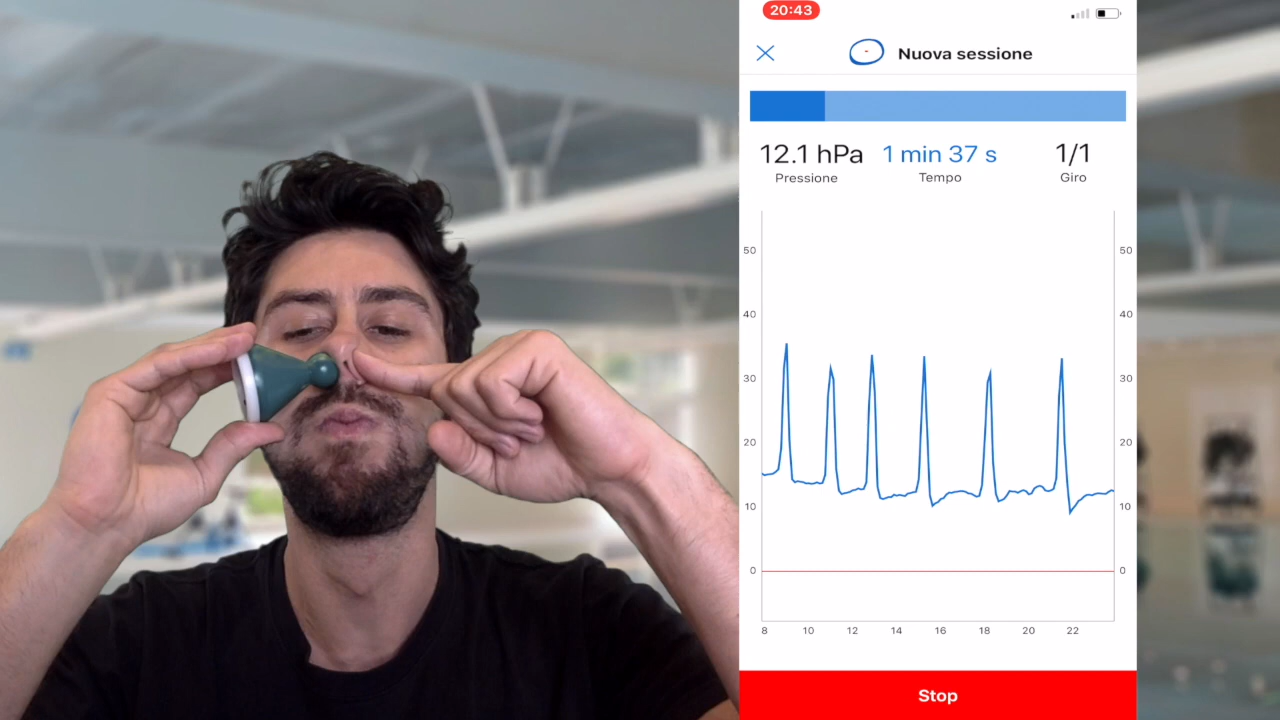 20:43
Nuova sessione
12.1 hPa 1 min 37 s 1/1
Pressione Tempo Giro
50 50
40 40
30 30
20 20
10 10
0 0
8 10 12 14 16 18 20 22
Stop